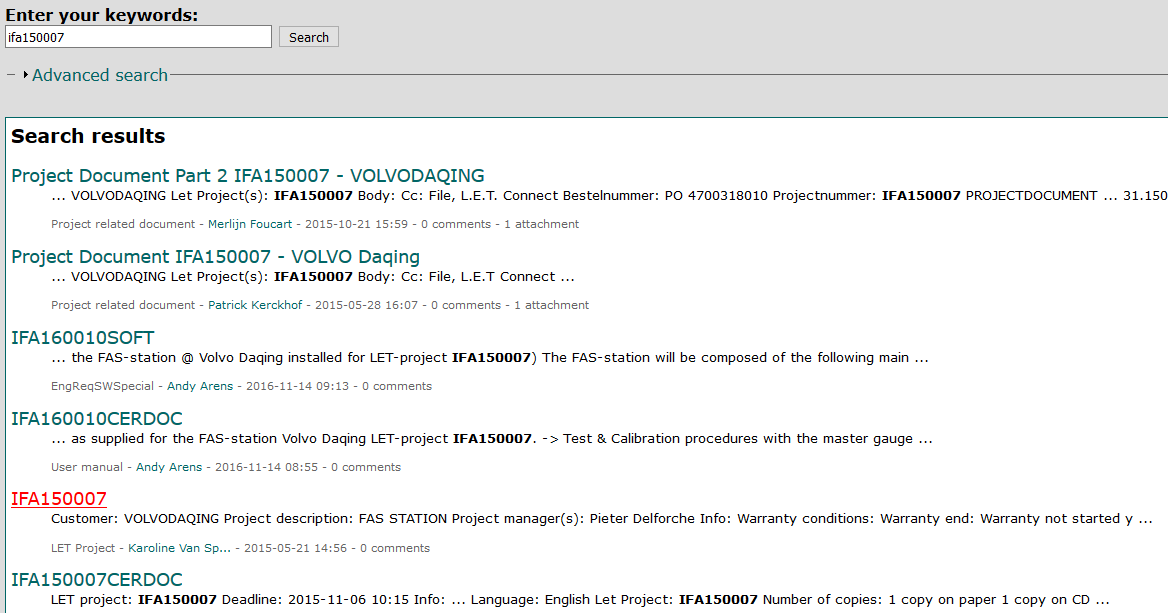 Enter your keywords:
ifa150007 Search
Advanced search
Search results
Project Document Part 2 IFA150007 - VOLVODAQING
... VOLVODAQING Let Project(s): IFA150007 Body: Cc: File, L.E.T. Connect Bestelnummer: PO 4700318010 Projectnummer: IFA150007 PROJECTDOCUMENT ... 31.150
Project related document - Merlijn Foucart - 2015-10-21 15:59 - 0 comments - 1 attachment
Project Document IFA150007 - VOLVO Daqing
... VOLVODAQING Let Project(s): IFA150007 Body: Cc: File, L.E.T Connect ...
Project related document - Patrick Kerckhof - 2015-05-28 16:07 - 0 comments - 1 attachment
IFA160010SOFT
... the FAS-station @ Volvo Daqing installed for LET-project IFA150007) The FAS-station will be composed of the following main ...
EngReqSWSpecial - Andy Arens - 2016-11-14 09:13 - 0 comments
IFA160010CERDOC
... as supplied for the FAS-station Volvo Daqing LET-project IFA150007. -> Test & Calibration procedures with the master gauge ...
User manual - Andy Arens - 2016-11-14 08:55 - 0 comments
IFA150007
Customer: VOLVODAQING Project description: FAS STATION Project manager(s): Pieter Delforche Info: Warranty conditions: Warranty end: Warranty not started y ...
LET Project - Karoline Van Sp... - 2015-05-21 14:56 - 0 comments
IFA150007CERDOC
LET project: IFA150007 Deadline: 2015-11-06 10:15 Info: ... Language: English Let Project: IFA150007 Number of copies: 1 copy on paper 1 copy on CD ...